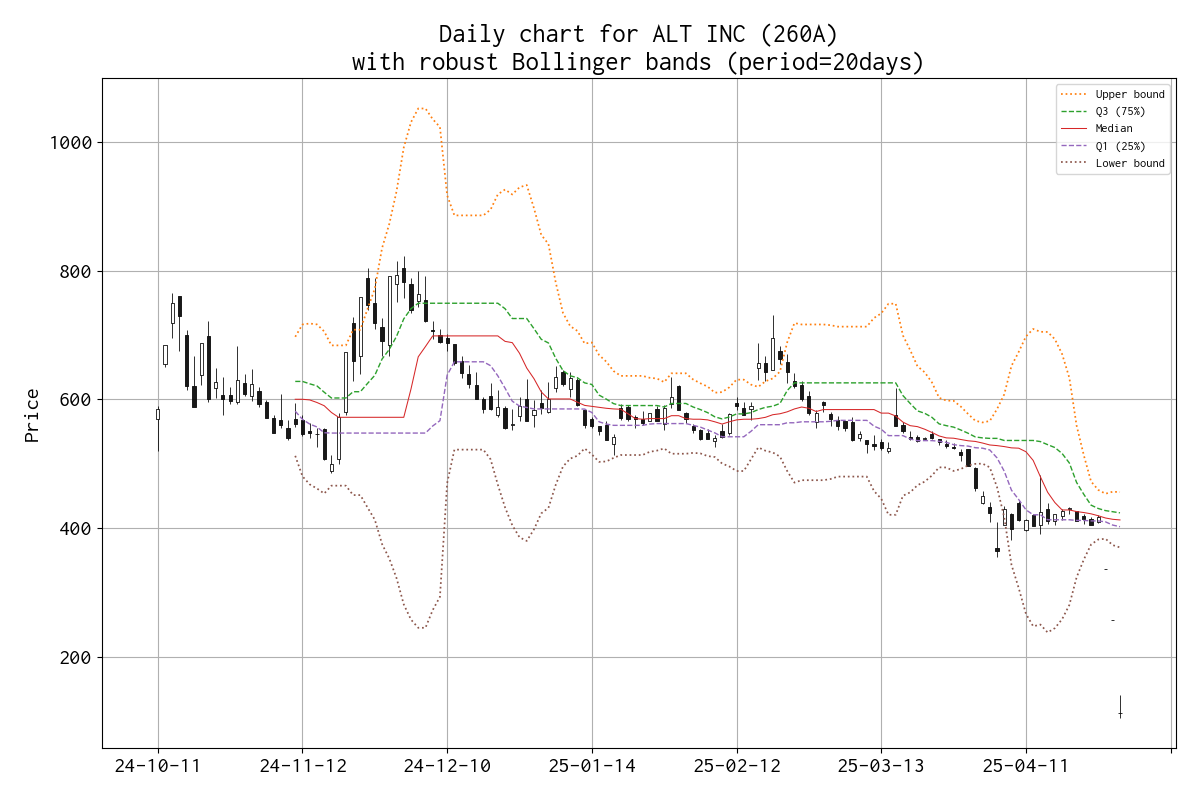 Daily chart for ALT INC (260A)
with robust Bollinger bands (period=20days)
Upper bound
Q3 (75%)
Median
Q1 (25%)
Lower bound
Price
1000
800
600
400
200
24-10-11
24-11-12
24-12-10
25-01-14
25-02-12
25-03-13
25-04-11